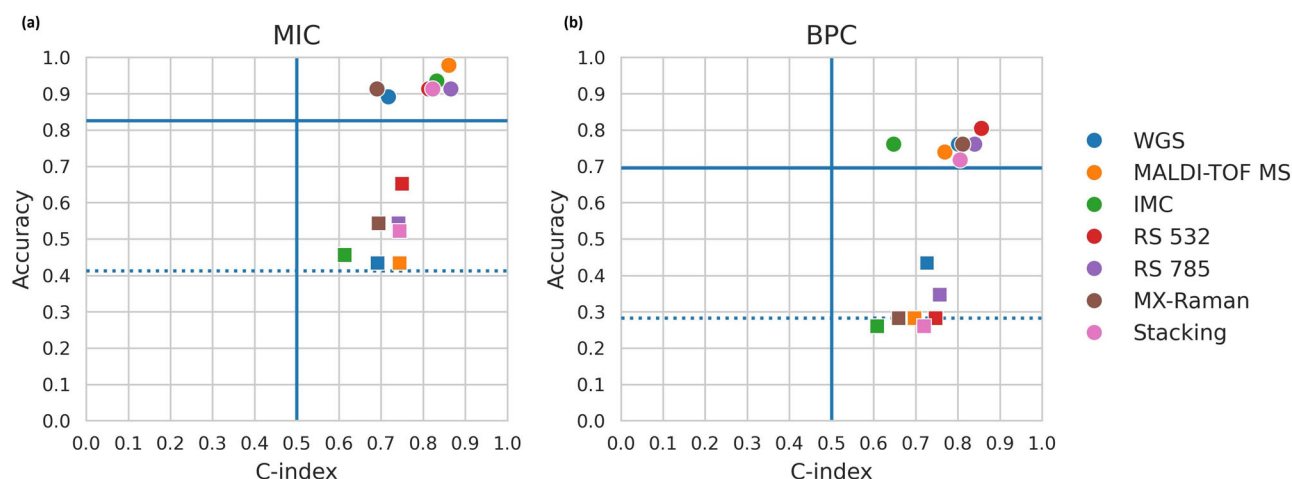 (a)
MIC
1.0
0.9
0.8
0.7
0.6
0.5
0.4
0.3
0.2
0.1
0.0
Accuracy
0.0 0.1 0.2 0.3 0.4 0.5 0.6 0.7 0.8 0.9 1.0
C-index
(b)
BPC
1.0
0.9
0.8
0.7
0.6
0.5
0.4
0.3
0.2
0.1
0.0
Accuracy
0.0 0.1 0.2 0.3 0.4 0.5 0.6 0.7 0.8 0.9 1.0
C-index
WGS
MALDI-TOF MS
IMC
RS 532
RS 785
MX-Raman
Stacking